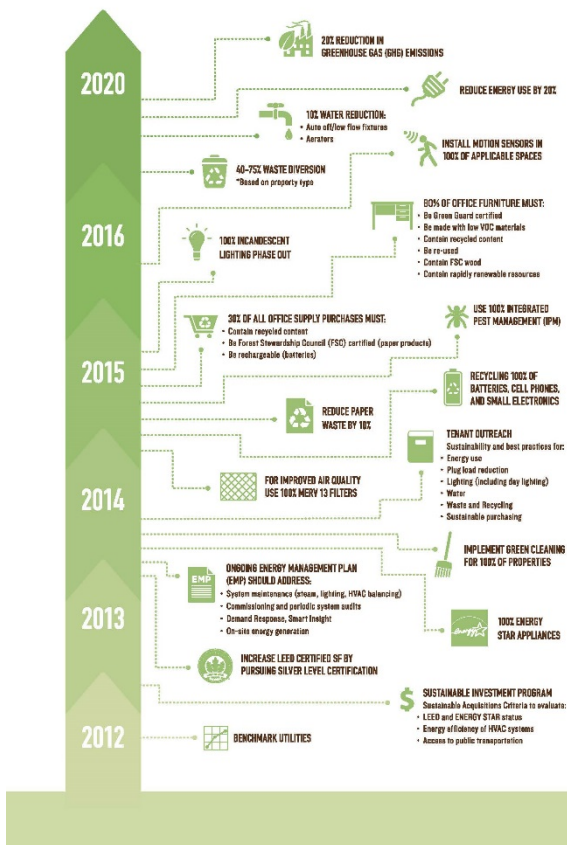 2020
20% REDUCTION IN
GREENHOUSE GAS (GHG) EMISSIONS
REDUCE ENERGY USE BY 20%
10% WATER REDUCTION:
• Auto off/low flow fixtures
• Aerators
INSTALL MOTION SENSORS IN
100% OF APPLICABLE SPACES
40-75% WASTE DIVERSION
*Based on property type
2016
80% OF OFFICE FURNITURE MUST:
• Be Green Guard certified
• Be made with low VOC materials
• Contain recycled content
• Be re-used
• Contain FSC wood
• Contain rapidly renewable resources
100% INCANDESCENT
LIGHTING PHASE OUT
USE 100% INTEGRATED
PEST MANAGEMENT (IPM)
30% OF ALL OFFICE SUPPLY PURCHASES MUST:
• Contain recycled content
• Be Forest Stewardship Council (FSC) certified (paper products)
• Be rechargeable (batteries)
2015
RECYCLING 100% OF
BATTERIES, CELL PHONES,
AND SMALL ELECTRONICS
REDUCE PAPER
WASTE BY 10%
TENANT OUTREACH
Sustainability and best practices for:
• Energy use
• Plug load reduction
• Lighting (including day lighting)
• Water
• Waste and Recycling
• Sustainable purchasing
2014
FOR IMPROVED AIR QUALITY
USE 100% MERV 13 FILTERS
IMPLEMENT GREEN CLEANING
FOR 100% OF PROPERTIES
EMP
ONGOING ENERGY MANAGEMENT PLAN
(EMP) SHOULD ADDRESS:
• System maintenance (steam, lighting, HVAC balancing)
• Commissioning and periodic system audits
• Demand Response, Smart Insight
• On-site energy generation
2013
energy
100% ENERGY
STAR APPLIANCES
INCREASE LEED CERTIFIED SF BY
PURSUING SILVER LEVEL CERTIFICATION
$
SUSTAINABLE INVESTMENT PROGRAM
Sustainable Acquisitions Criteria to evaluate:
• LEED and ENERGY STAR status
• Energy efficiency of HVAC systems
• Access to public transportation
2012
BENCHMARK UTILITIES